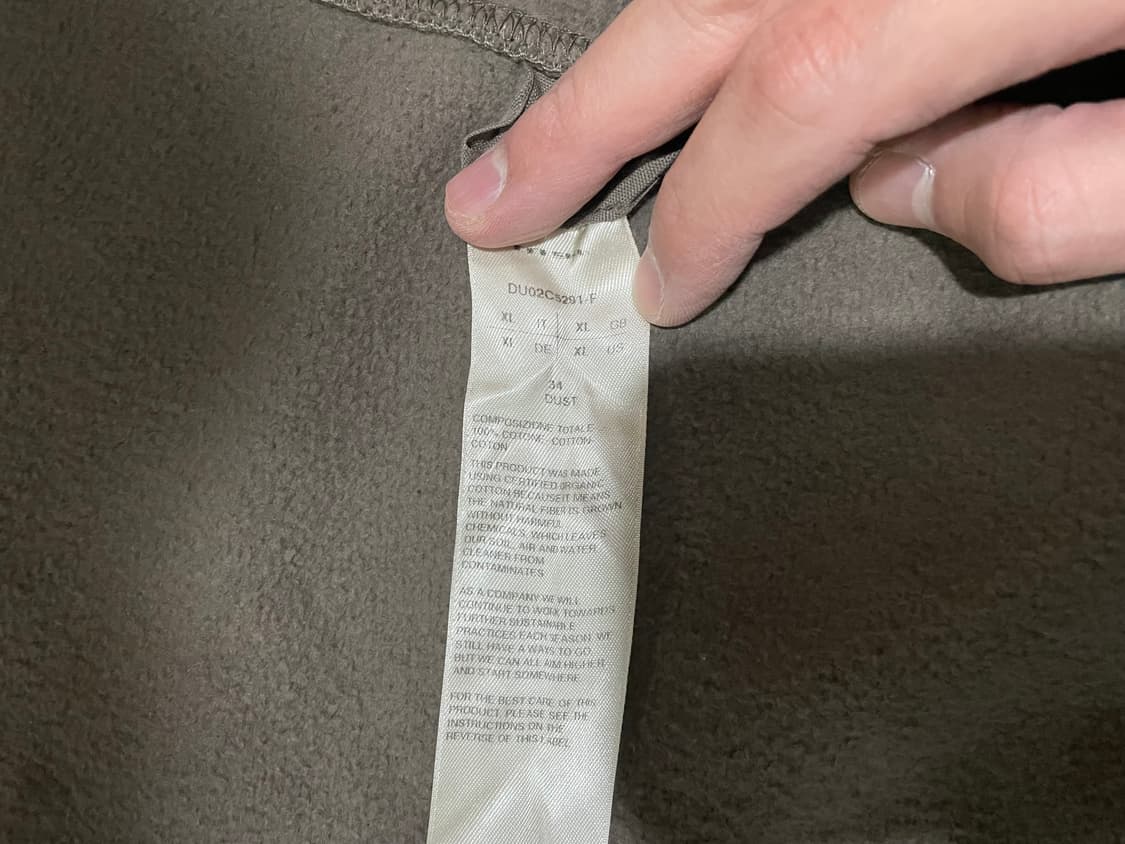 DU02C5291-F
XL IT XL GB
XL DE XL US
34
DUST
COMPOSIZIONE TOTALE
100% COTONE COTTON
COTON
THIS PRODUCT WAS MADE
USING CERTIFIED ORGANIC
COTTON BECAUSE IT MEANS
THE NATURAL FIBER IS GROWN
WITHOUT HARMFUL
CHEMICALS, WHICH LEAVES
OUR SOIL, AIR AND WATER
CLEANER FROM
CONTAMINATES
AS A COMPANY WE WILL
CONTINUE TO WORK TOWARDS
FURTHER SUSTAINABLE
PRACTICES EACH SEASON. WE
STILL HAVE A WAYS TO GO
BUT WE CAN ALL AIM HIGHER
AND START SOMEWHERE
FOR THE BEST CARE OF THIS
PRODUCT, PLEASE SEE THE
INSTRUCTIONS ON THE
REVERSE OF THIS LABEL